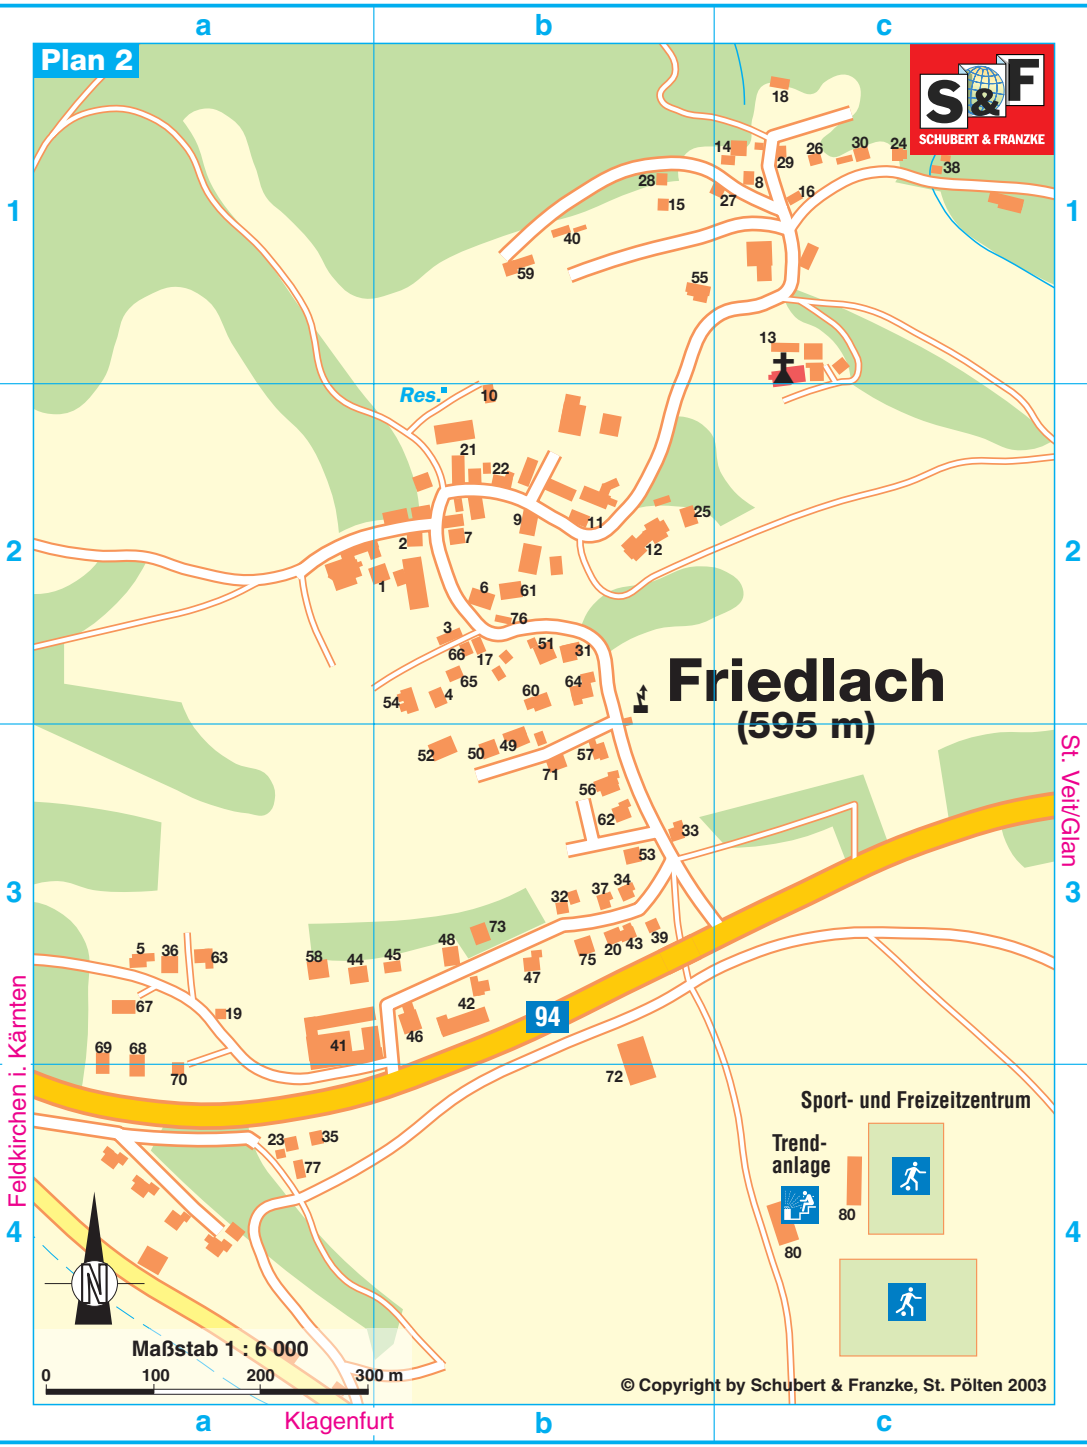 a b c
Plan 2
S & F
SCHUBERT & FRANZKE
18
14 29 26 30 24
38
28 8
27 16
15
1 1
40
59
55
13
Res.
10
21
22
9 11 25
2 7 12
2 2
1
6 61
76
3
66 17 51 31
65
54 4 60 64
Friedlach
(595 m)
52 50 49 57
71
56
62
33
53
St. Veit/Glan
3 3
32 37 34
73
5 36 63 58 44 45 48 75 20 43 39
47
67 19 42
94
46
41
69 68
70
72
Feldkirchen i. Kärnten
Sport- und Freizeitzentrum
23 35
77
Trend-
anlage
80
80
4 4
N
Maßstab 1 : 6 000
0 100 200 300 m
© Copyright by Schubert & Franzke, St. Pölten 2003
a Klagenfurt b c